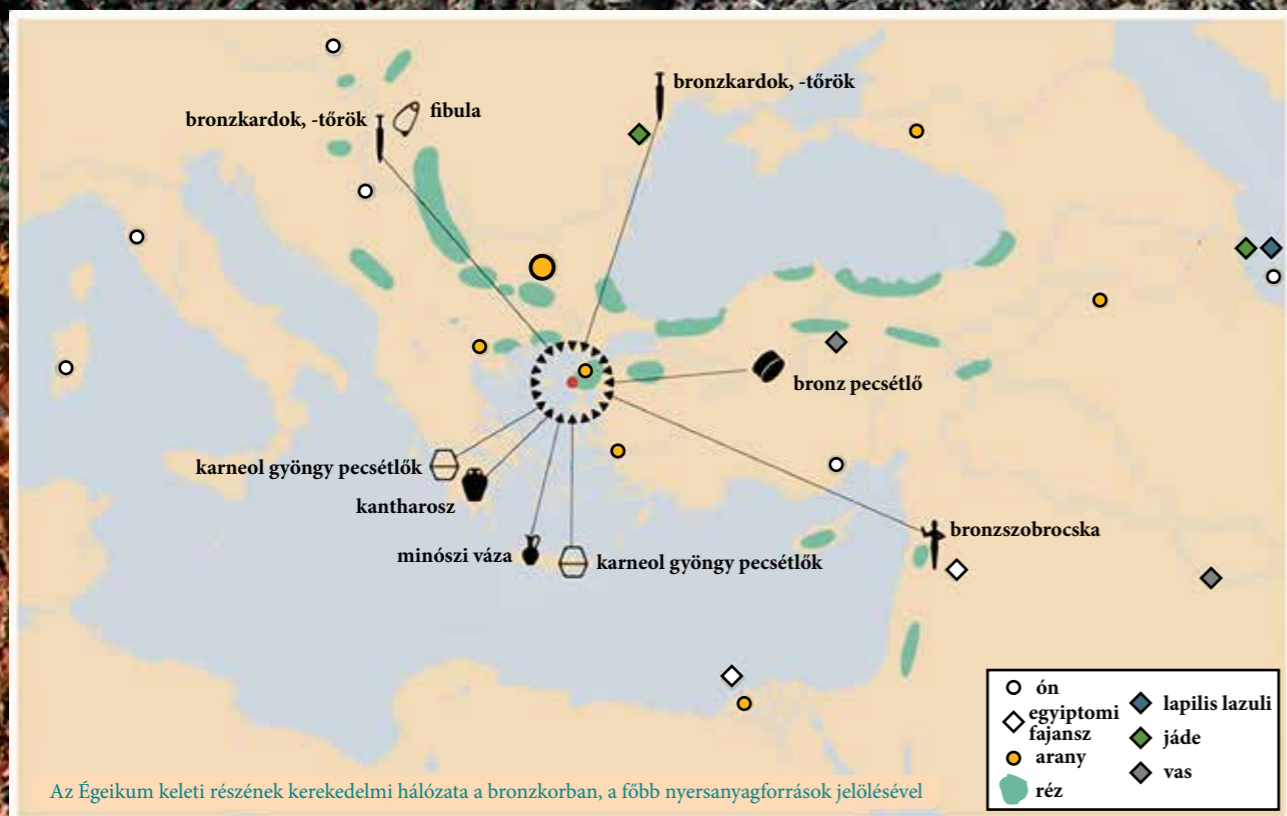 bronzkardok, -tőrök
fibula
bronzkardok, -tőrök
bronz pecsétlő
karneol gyöngy pecsétlők
kantharosz
minószi váza
karneol gyöngy pecsétlők
bronzszobrocska
ón
egyiptomi
fajansz
arany
réz
lapilis lazuli
jáde
vas
Az Égeikum keleti részének kerekedelmi hálózata a bronzkorban, a főbb nyersanyagforrások jelölésével